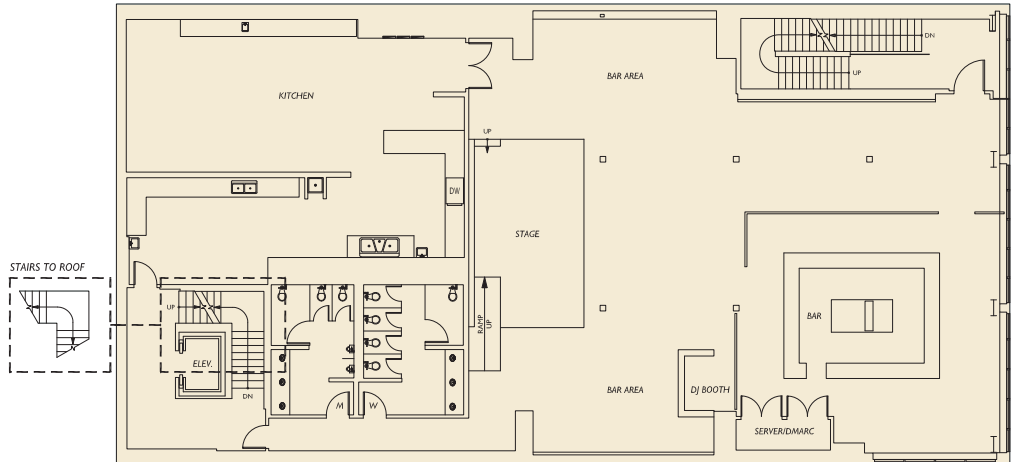 DN
BAR AREA
UP
KITCHEN
UP
DW
STAGE
STAIRS TO ROOF
UP
BAR
RAMP
UP
ELEV.
DN
BAR AREA
DJ BOOTH
M
W
SERVER/DMARC